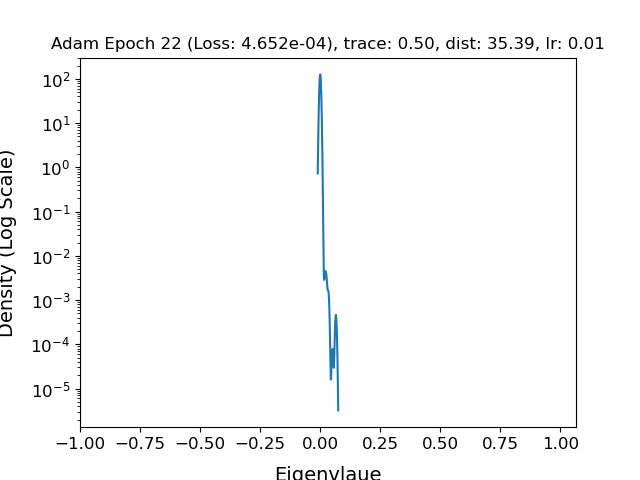 Adam Epoch 22 (Loss: 4.652e-04), trace: 0.50, dist: 35.39, lr: 0.01
Density (Log Scale)
10²
10¹
10⁰
10⁻¹
10⁻²
10⁻³
10⁻⁴
10⁻⁵
−1.00 −0.75 −0.50 −0.25 0.00 0.25 0.50 0.75 1.00
Eigenvlaue